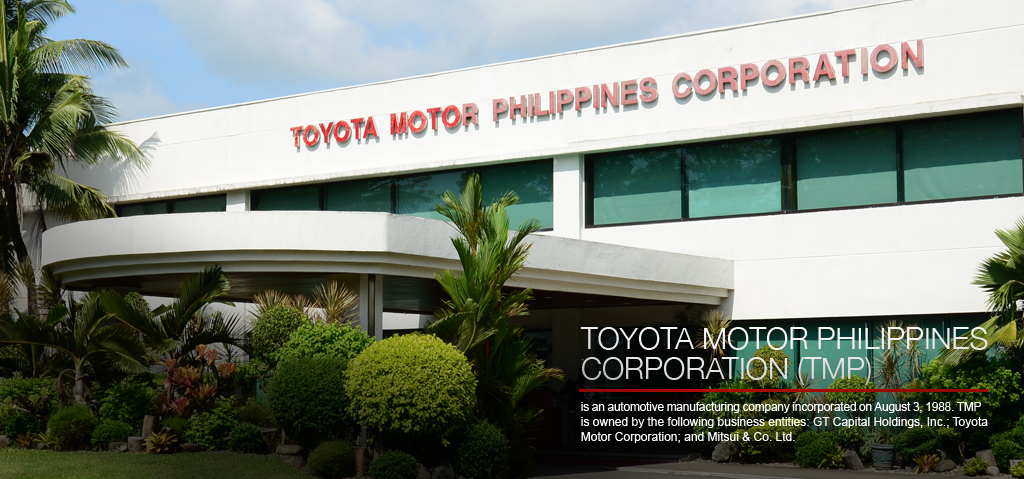 TOYOTA MOTOR PHILIPPINES CORPORATION
TOYOTA MOTOR PHILIPPINES
CORPORATION (TMP)
is an automotive manufacturing company incorporated on August 3, 1988. TMP
is owned by the following business entities: GT Capital Holdings, Inc.; Toyota
Motor Corporation; and Mitsui & Co. Ltd.